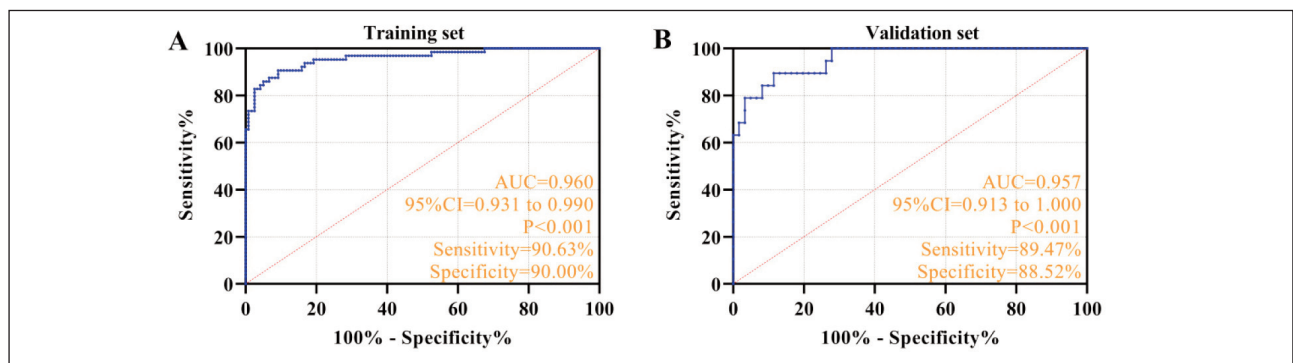 A
Training set
100
80
60
40
20
0
Sensitivity%
AUC=0.960
95%CI=0.931 to 0.990
P<0.001
Sensitivity=90.63%
Specificity=90.00%
0 20 40 60 80 100
100% - Specificity%
B
Validation set
100
80
60
40
20
0
Sensitivity%
AUC=0.957
95%CI=0.913 to 1.000
P<0.001
Sensitivity=89.47%
Specificity=88.52%
0 20 40 60 80 100
100% - Specificity%